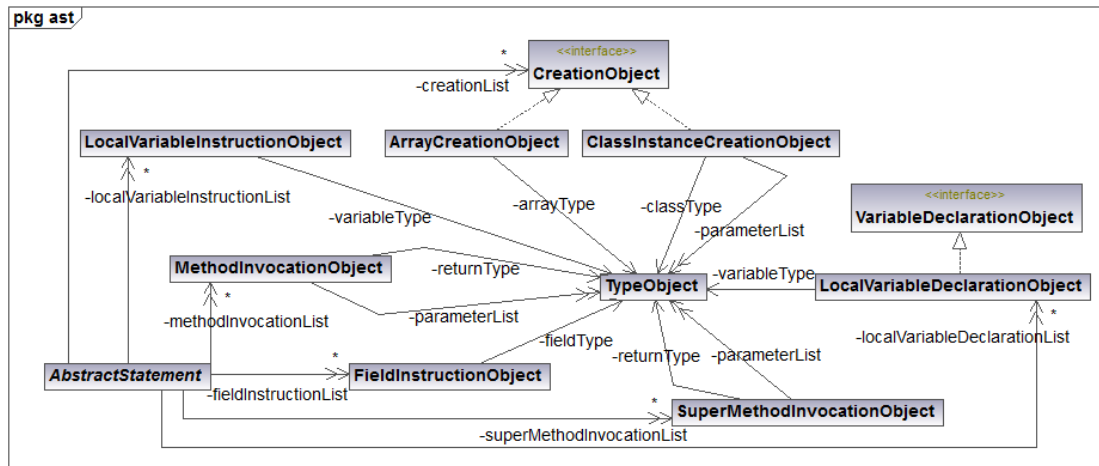 pkg ast
<<interface>>
CreationObject
*
-creationList
LocalVariableInstructionObject
ArrayCreationObject
ClassInstanceCreationObject
*
-localVariableInstructionList
-variableType
-arrayType
-classType
-parameterList
<<interface>>
VariableDeclarationObject
MethodInvocationObject
-returnType
-variableType
TypeObject
LocalVariableDeclarationObject
*
-methodInvocationList
-parameterList
*
-localVariableDeclarationList
-fieldType
-returnType
-parameterList
AbstractStatement
*
-fieldInstructionList
FieldInstructionObject
*
SuperMethodInvocationObject
-superMethodInvocationList